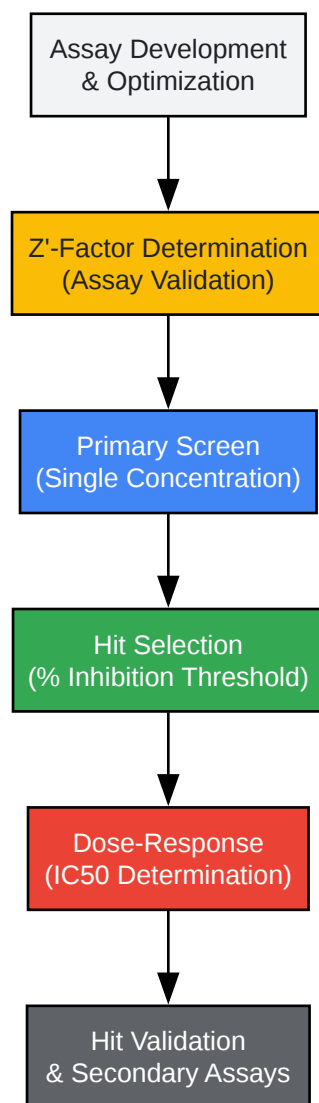 Assay Development
& Optimization
Z'-Factor Determination
(Assay Validation)
Primary Screen
(Single Concentration)
Hit Selection
(% Inhibition Threshold)
Dose-Response
(IC50 Determination)
Hit Validation
& Secondary Assays